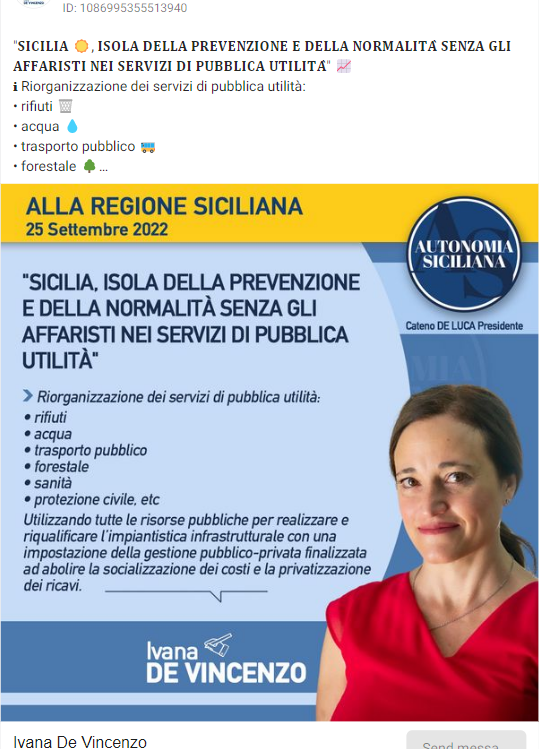 DE VINCENZO
ID: 1086995355513940
"SICILIA 🌞, ISOLA DELLA PREVENZIONE E DELLA NORMALITÀ SENZA GLI
AFFARISTI NEI SERVIZI DI PUBBLICA UTILITÀ" 📈
ℹ Riorganizzazione dei servizi di pubblica utilità:
• rifiuti 🗑
• acqua 💧
• trasporto pubblico 🚌
• forestale 🌳 ...
ALLA REGIONE SICILIANA
25 Settembre 2022
AUTONOMIA
SICILIANA
Cateno DE LUCA Presidente
"SICILIA, ISOLA DELLA PREVENZIONE
E DELLA NORMALITÀ SENZA GLI
AFFARISTI NEI SERVIZI DI PUBBLICA
UTILITÀ"
Riorganizzazione dei servizi di pubblica utilità:
• rifiuti
• acqua
• trasporto pubblico
• forestale
• sanità
• protezione civile, etc
Utilizzando tutte le risorse pubbliche per realizzare e
riqualificare l'impiantistica infrastrutturale con una
impostazione della gestione pubblico-privata finalizzata
ad abolire la socializzazione dei costi e la privatizzazione
dei ricavi.
Ivana
DE VINCENZO
Ivana De Vincenzo
Send messa